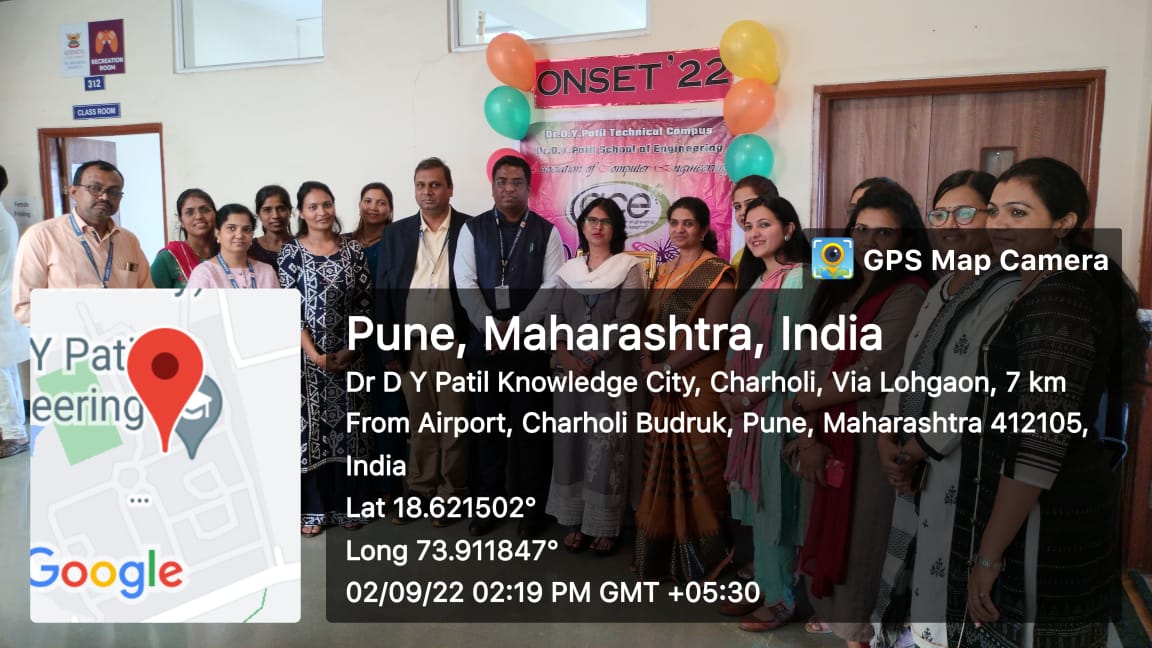 RECREATION
ROOM
312
CLASS ROOM
ONSET'22
Dr.D.Y.Patil Technical Campus
Dr.D.Y.Patil School of Engineering
of Computer
ace
GPS Map Camera
Pune, Maharashtra, India
Dr D Y Patil Knowledge City, Charholi, Via Lohgaon, 7 km
From Airport, Charholi Budruk, Pune, Maharashtra 412105,
India
Lat 18.621502°
Long 73.911847°
02/09/22 02:19 PM GMT +05:30
Y Pati
eering
Google